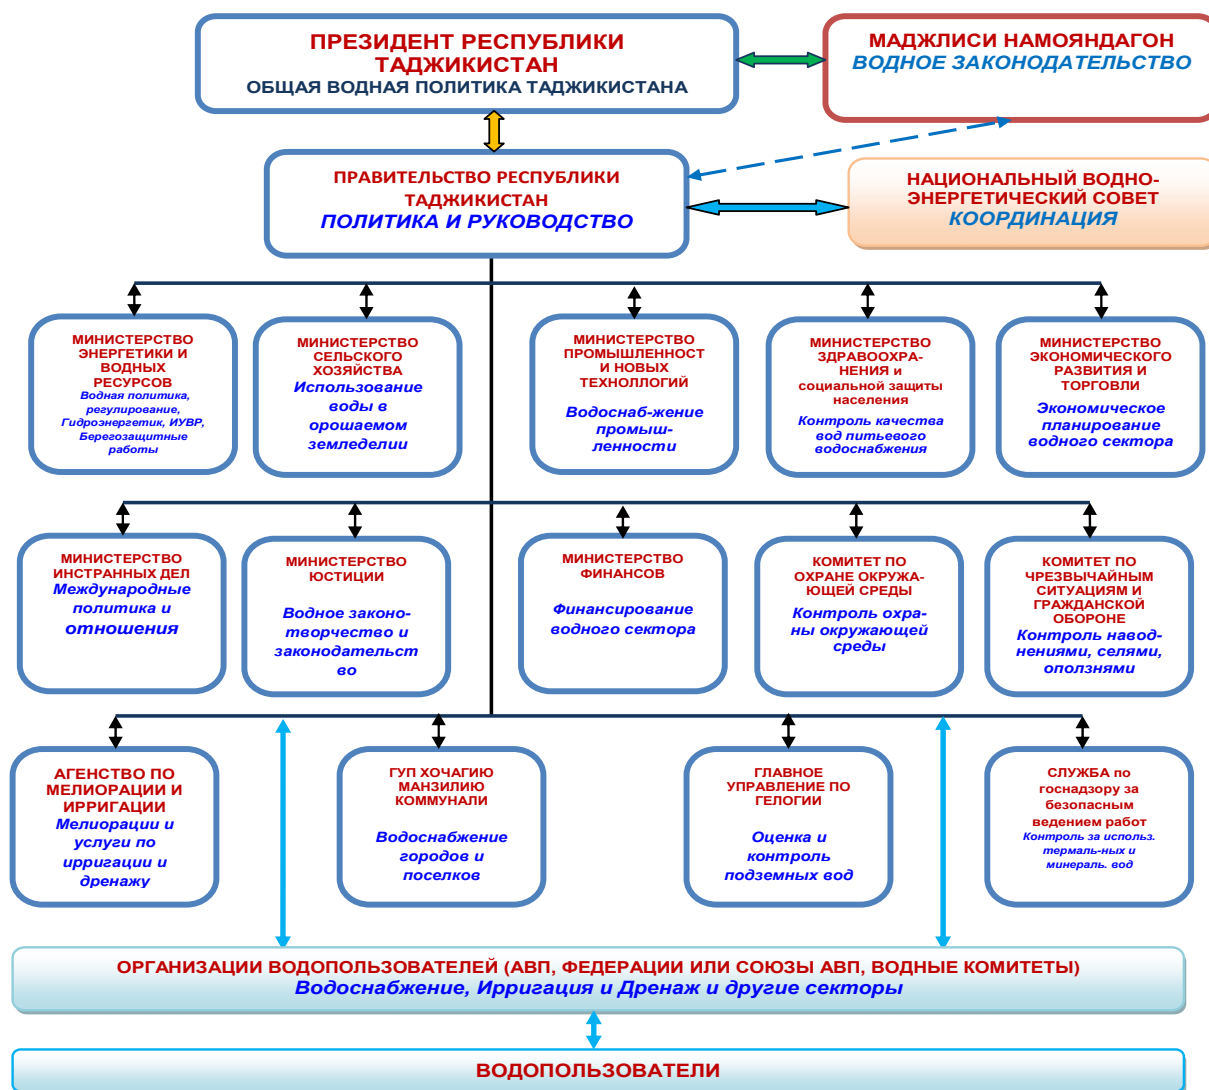 ПРЕЗИДЕНТ РЕСПУБЛИКИ
ТАДЖИКИСТАН
ОБЩАЯ ВОДНАЯ ПОЛИТИКА ТАДЖИКИСТАНА
МАДЖЛИСИ НАМОЯНДАГОН
ВОДНОЕ ЗАКОНОДАТЕЛЬСТВО
ПРАВИТЕЛЬСТВО РЕСПУБЛИКИ
ТАДЖИКИСТАН
ПОЛИТИКА И РУКОВОДСТВО
НАЦИОНАЛЬНЫЙ ВОДНО-
ЭНЕРГЕТИЧЕСКИЙ СОВЕТ
КООРДИНАЦИЯ
МИНИСТЕРСТВО
ЭНЕРГЕТИКИ И
ВОДНЫХ
РЕСУРСОВ
Водная политика,
регулирование,
Гидроэнергетик, ИУВР,
Берегозащитные
работы
МИНИСТЕРСТВО
СЕЛЬСКОГО
ХОЗЯЙСТВА
Использование
воды в
орошаемом
земледелии
МИНИСТЕРСТВО
ПРОМЫШЛЕННОСТ
И НОВЫХ
ТЕХНОЛЛОГИЙ
Водоснаб-жение
промыш-
ленности
МИНИСТЕРСТВО
ЗДРАВООХРА-
НЕНИЯ и
социальной защиты
населения
Контроль качества
вод питьевого
водоснабжения
МИНИСТЕРСТВО
ЭКОНОМИЧЕСКОГО
РАЗВИТИЯ И
ТОРГОВЛИ
Экономическое
планирование
водного сектора
МИНИСТЕРСТВО
ИНСТРАННЫХ ДЕЛ
Международные
политика и
отношения
МИНИСТЕРСТВО
ЮСТИЦИИ
Водное законо-
творчество и
законодательст
во
МИНИСТЕРСТВО
ФИНАНСОВ
Финансирование
водного сектора
КОМИТЕТ ПО
ОХРАНЕ ОКРУЖА-
ЮЩЕЙ СРЕДЫ
Контроль охра-
ны окружающей
среды
КОМИТЕТ ПО
ЧРЕЗВЫЧАЙНЫМ
СИТУАЦИЯМ И
ГРАЖДАНСКОЙ
ОБОРОНЕ
Контроль навод-
нениями, селями,
оползнями
АГЕНСТВО ПО
МЕЛИОРАЦИИ И
ИРРИГАЦИИ
Мелиорации и
услуги по
ирригации и
дренажу
ГУП ХОЧАГИЮ
МАНЗИЛИЮ
КОММУНАЛИ
Водоснабжение
городов и
поселков
ГЛАВНОЕ
УПРАВЛЕНИЕ ПО
ГЕЛОГИИ
Оценка и
контроль
подземных вод
СЛУЖБА по
госнадзору за
безопасным
ведением работ
Контроль за использ.
термаль-ных и
минераль. вод
ОРГАНИЗАЦИИ ВОДОПОЛЬЗОВАТЕЛЕЙ (АВП, ФЕДЕРАЦИИ ИЛИ СОЮЗЫ АВП, ВОДНЫЕ КОМИТЕТЫ)
Водоснабжение, Ирригация и Дренаж и другие секторы
ВОДОПОЛЬЗОВАТЕЛИ